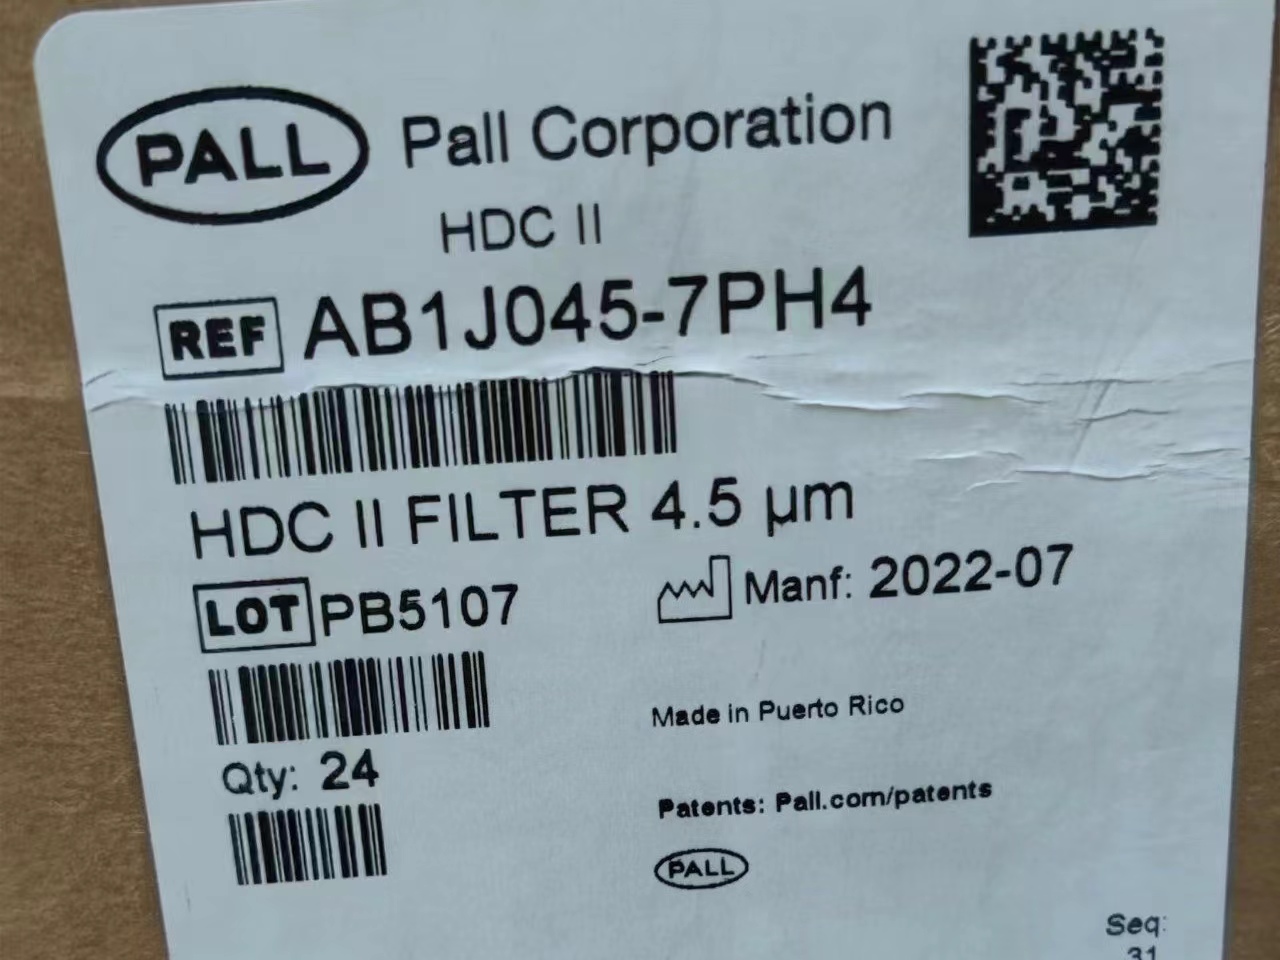 PALL Pall Corporation
HDC II
REF AB1J045-7PH4
HDC II FILTER 4.5 µm
LOT PB5107 Manf: 2022-07
Made in Puerto Rico
Qty: 24
Patents: Pall.com/patents
PALL
Seq:
31